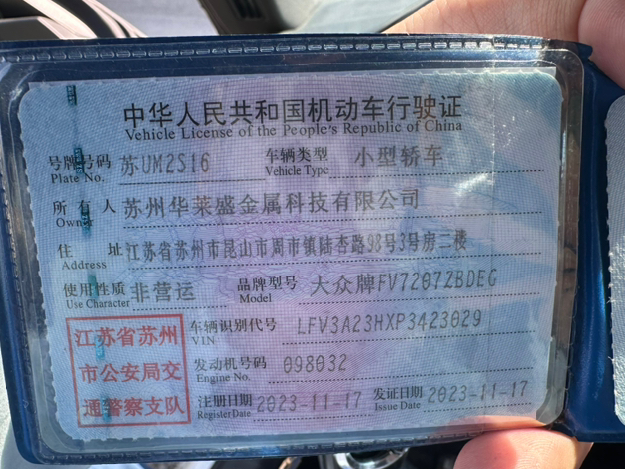 中华人民共和国机动车行驶证
Vehicle License of the People's Republic of China
号牌号码 苏UM2S16 车辆类型 小型轿车
Plate No. Vehicle Type
所有人 苏州华莱盛金属科技有限公司
Owner
住址 江苏省苏州市昆山市周市镇陆杏路98号3号房二楼
Address
使用性质 非营运 品牌型号 大众牌FV7207ZBDEG
Use Character Model
江苏省苏州
市公安局交
通警察支队
车辆识别代号 LFV3A23HXP3423029
VIN
发动机号码 098032
Engine No.
注册日期 2023-11-17 发证日期 2023-11-17
Register Date Issue Date